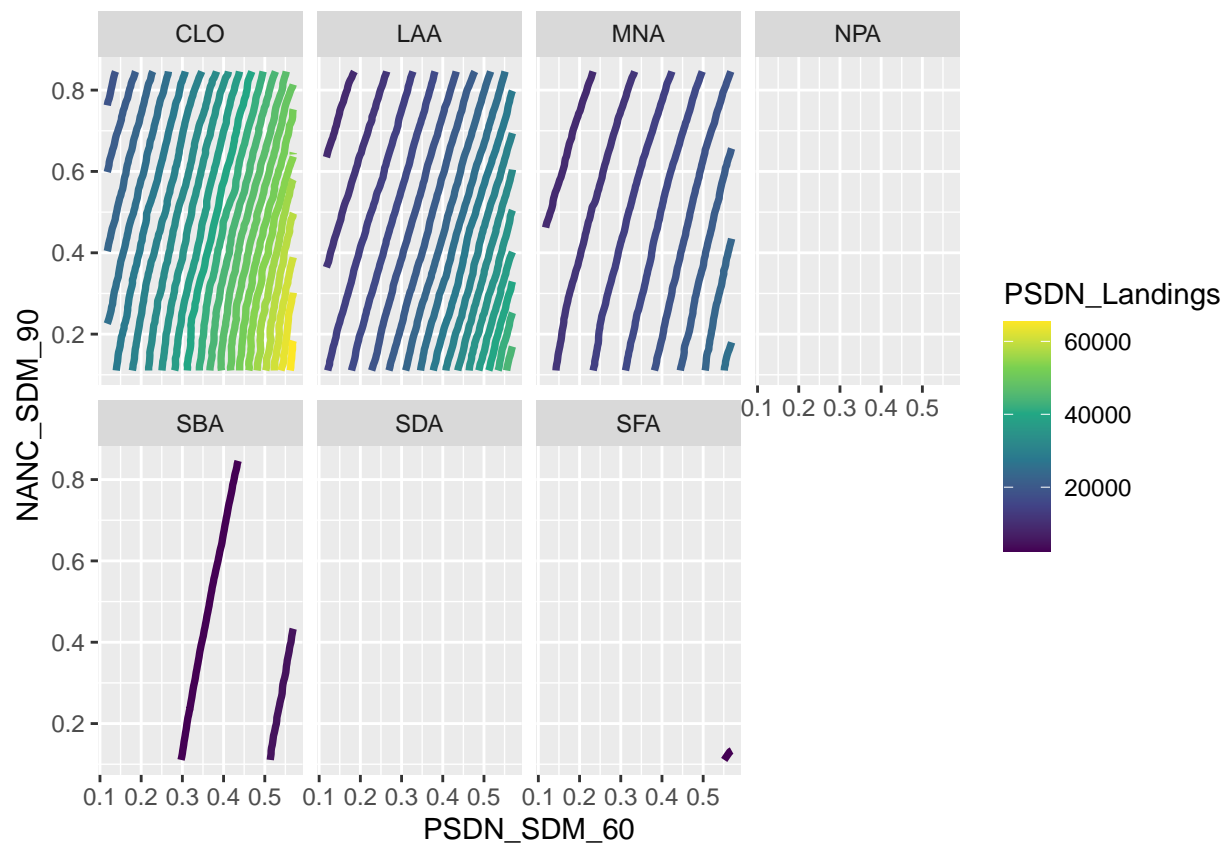 CLO LAA MNA NPA
0.8
0.6
0.4
0.2
0.1 0.2 0.3 0.4 0.5
SBA SDA SFA
0.8
0.6
0.4
0.2
0.1 0.2 0.3 0.4 0.5 0.1 0.2 0.3 0.4 0.5 0.1 0.2 0.3 0.4 0.5
PSDN_SDM_60
NANC_SDM_90
PSDN_Landings
60000
40000
20000